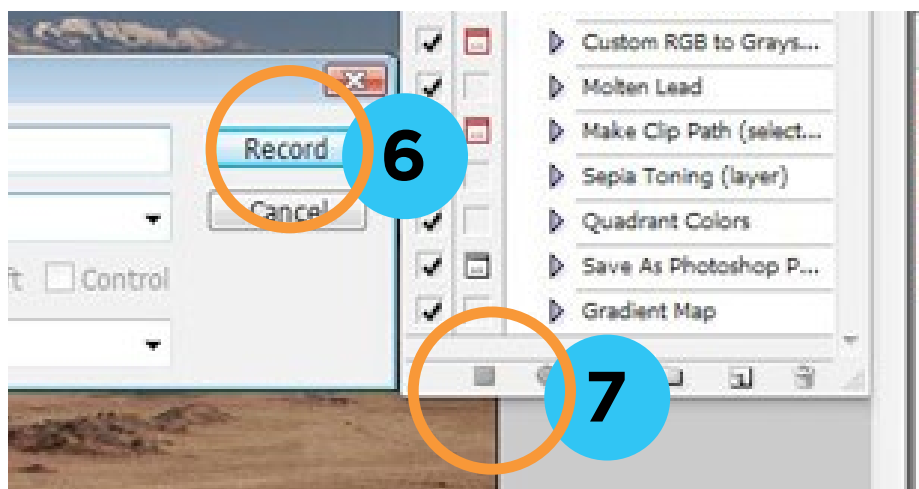 Custom RGB to Grays...
Molten Lead
Record
6
Make Clip Path (select...
Sepia Toning (layer)
Cancel
Quadrant Colors
Control
Save As Photoshop P...
Gradient Map
7